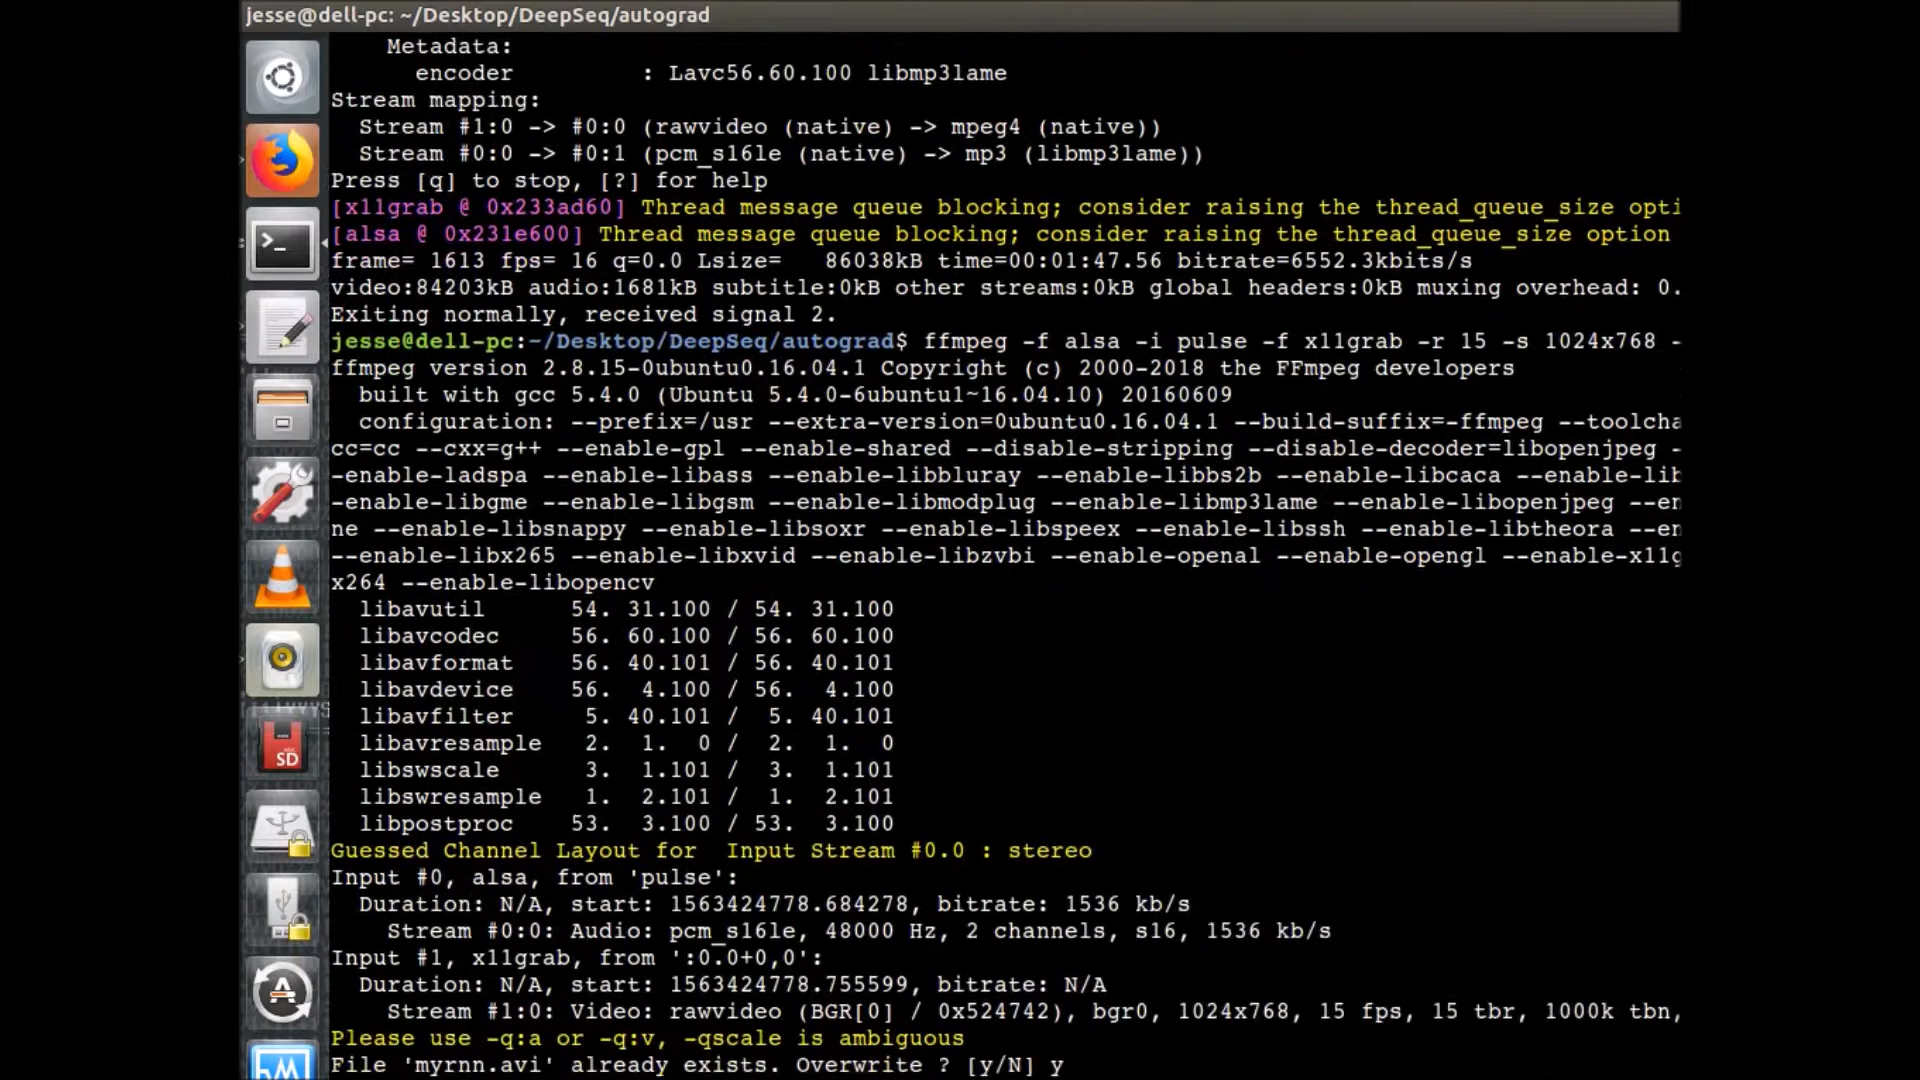 jesse@dell-pc: ~/Desktop/DeepSeq/autograd
Metadata:
encoder : Lavc56.60.100 libmp3lame
Stream mapping:
Stream #1:0 -> #0:0 (rawvideo (native) -> mpeg4 (native))
Stream #0:0 -> #0:1 (pcm_s16le (native) -> mp3 (libmp3lame))
Press [q] to stop, [?] for help
[x11grab @ 0x233ad60] Thread message queue blocking; consider raising the thread_queue_size opti
[alsa @ 0x231e600] Thread message queue blocking; consider raising the thread_queue_size option
frame= 1613 fps= 16 q=0.0 Lsize= 86038kB time=00:01:47.56 bitrate=6552.3kbits/s
video:84203kB audio:1681kB subtitle:0kB other streams:0kB global headers:0kB muxing overhead: 0.
Exiting normally, received signal 2.
jesse@dell-pc:~/Desktop/DeepSeq/autograd$ ffmpeg -f alsa -i pulse -f x11grab -r 15 -s 1024x768 -
ffmpeg version 2.8.15-0ubuntu0.16.04.1 Copyright (c) 2000-2018 the FFmpeg developers
built with gcc 5.4.0 (Ubuntu 5.4.0-6ubuntu1~16.04.10) 20160609
configuration: --prefix=/usr --extra-version=0ubuntu0.16.04.1 --build-suffix=-ffmpeg --toolcha
cc=cc --cxx=g++ --enable-gpl --enable-shared --disable-stripping --disable-decoder=libopenjpeg -
-enable-ladspa --enable-libass --enable-libbluray --enable-libbs2b --enable-libcaca --enable-lib
-enable-libgme --enable-libgsm --enable-libmodplug --enable-libmp3lame --enable-libopenjpeg --en
ne --enable-libsnappy --enable-libsoxr --enable-libspeex --enable-libssh --enable-libtheora --en
--enable-libx265 --enable-libxvid --enable-libzvbi --enable-openal --enable-opengl --enable-x11g
x264 --enable-libopencv
libavutil 54. 31.100 / 54. 31.100
libavcodec 56. 60.100 / 56. 60.100
libavformat 56. 40.101 / 56. 40.101
libavdevice 56. 4.100 / 56. 4.100
libavfilter 5. 40.101 / 5. 40.101
libavresample 2. 1. 0 / 2. 1. 0
libswscale 3. 1.101 / 3. 1.101
libswresample 1. 2.101 / 1. 2.101
libpostproc 53. 3.100 / 53. 3.100
Guessed Channel Layout for Input Stream #0.0 : stereo
Input #0, alsa, from 'pulse':
Duration: N/A, start: 1563424778.684278, bitrate: 1536 kb/s
Stream #0:0: Audio: pcm_s16le, 48000 Hz, 2 channels, s16, 1536 kb/s
Input #1, x11grab, from ':0.0+0,0':
Duration: N/A, start: 1563424778.755599, bitrate: N/A
Stream #1:0: Video: rawvideo (BGR[0] / 0x524742), bgr0, 1024x768, 15 fps, 15 tbr, 1000k tbn,
Please use -q:a or -q:v, -qscale is ambiguous
File 'myrnn.avi' already exists. Overwrite ? [y/N] y
SD